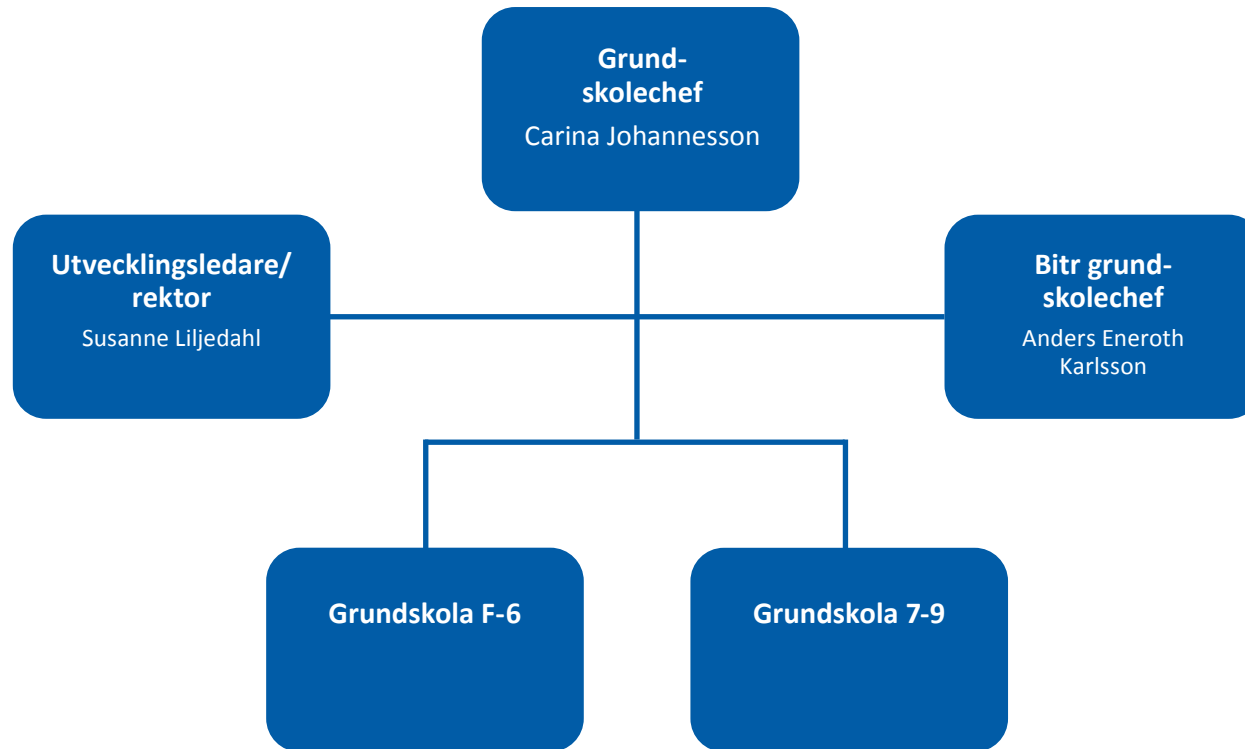 Grund-
skolechef
Carina Johannesson
Utvecklingsledare/
rektor
Susanne Liljedahl
Bitr grund-
skolechef
Anders Eneroth
Karlsson
Grundskola F-6
Grundskola 7-9